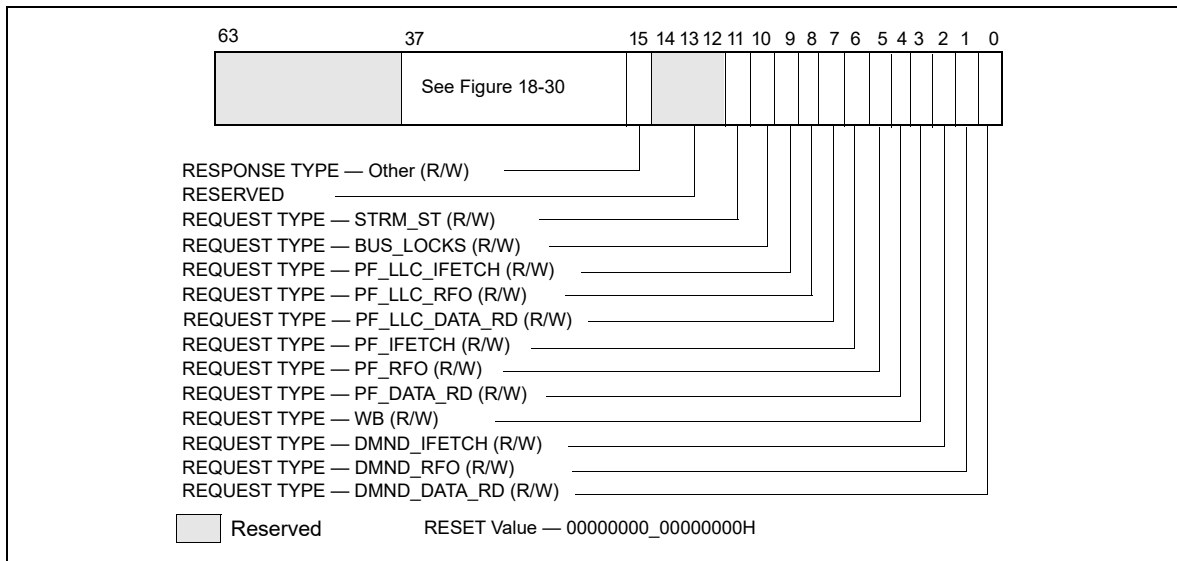 63 37 15 14 13 12 11 10 9 8 7 6 5 4 3 2 1 0
See Figure 18-30
RESPONSE TYPE — Other (R/W)
RESERVED
REQUEST TYPE — STRM_ST (R/W)
REQUEST TYPE — BUS_LOCKS (R/W)
REQUEST TYPE — PF_LLC_IFETCH (R/W)
REQUEST TYPE — PF_LLC_RFO (R/W)
REQUEST TYPE — PF_LLC_DATA_RD (R/W)
REQUEST TYPE — PF_IFETCH (R/W)
REQUEST TYPE — PF_RFO (R/W)
REQUEST TYPE — PF_DATA_RD (R/W)
REQUEST TYPE — WB (R/W)
REQUEST TYPE — DMND_IFETCH (R/W)
REQUEST TYPE — DMND_RFO (R/W)
REQUEST TYPE — DMND_DATA_RD (R/W)
Reserved RESET Value — 00000000_00000000H